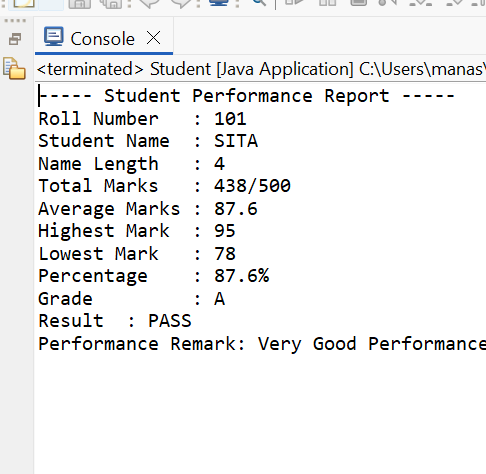 Console
<terminated> Student [Java Application] C:\Users\manas
----- Student Performance Report -----
Roll Number   : 101
Student Name  : SITA
Name Length   : 4
Total Marks   : 438/500
Average Marks : 87.6
Highest Mark  : 95
Lowest Mark   : 78
Percentage    : 87.6%
Grade         : A
Result  : PASS
Performance Remark: Very Good Performance